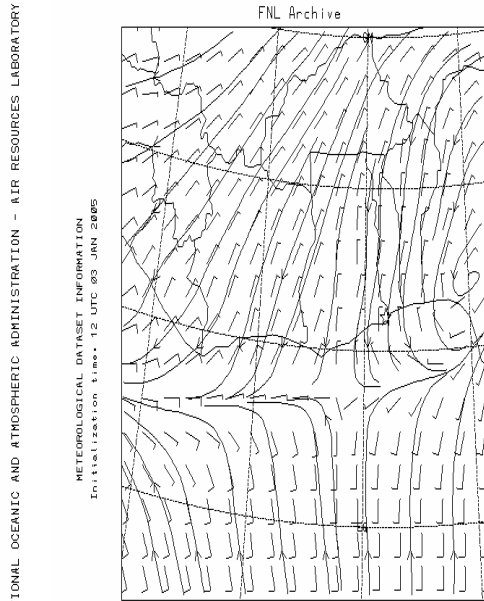 FNL Archive
IONAL OCEANIC AND ATMOSPHERIC ADMINISTRATION - AIR RESOURCES LABORATORY
METEOROLOGICAL DATASET INFORMATION
Initialization time: 12 UTC 03 JAN 2005